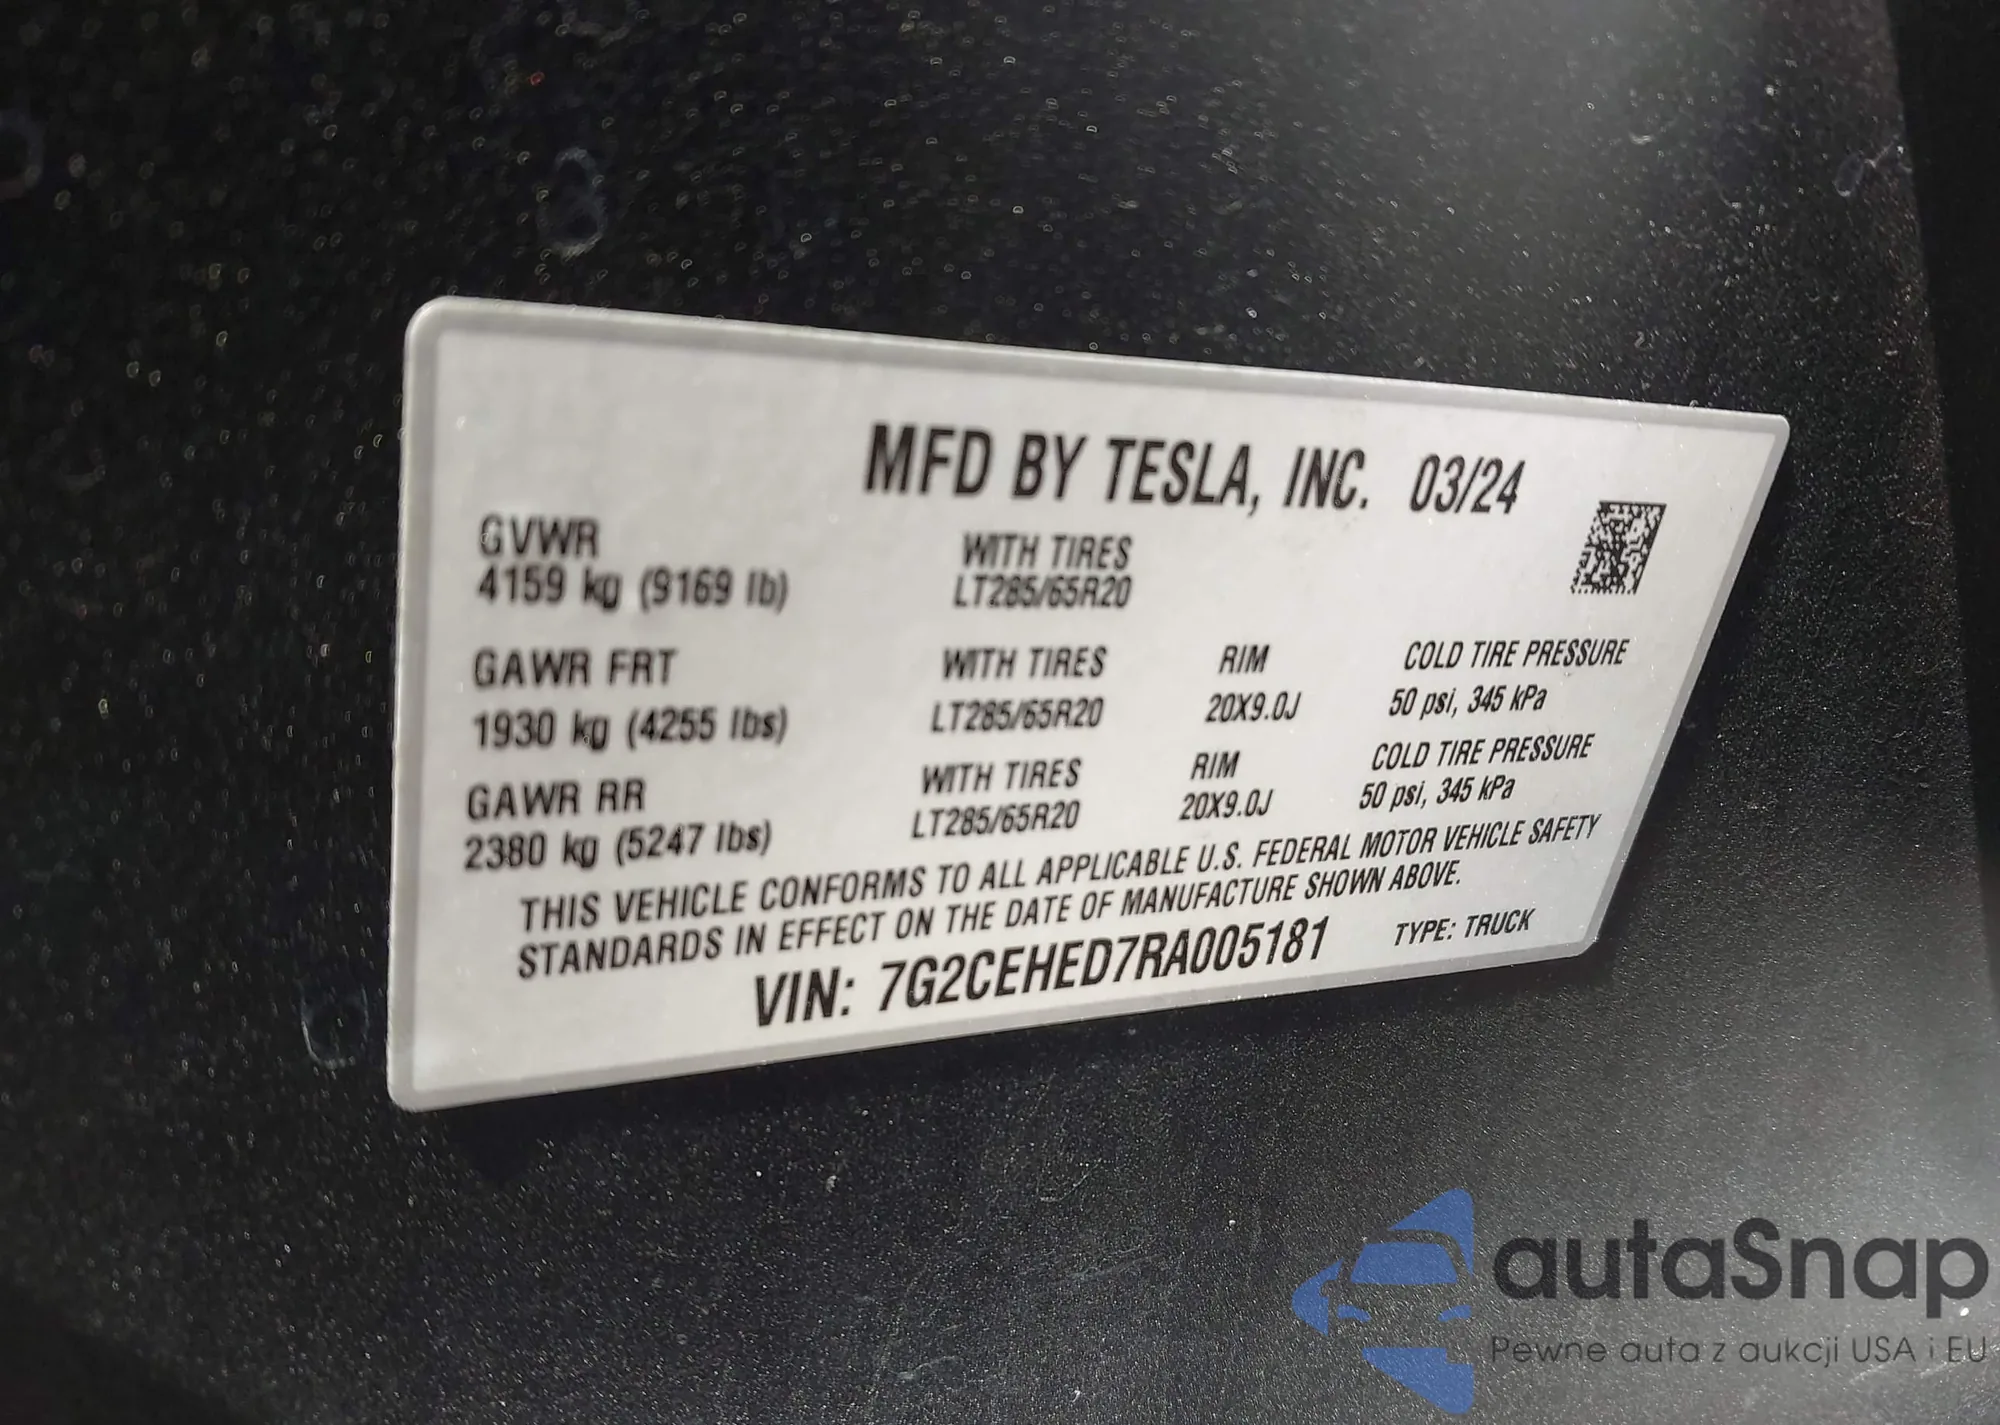 MFD BY TESLA, INC. 03/24
GVWR WITH TIRES
4159 kg (9169 lb) LT285/65R20
GAWR FRT WITH TIRES RIM COLD TIRE PRESSURE
1930 kg (4255 lbs) LT285/65R20 20X9.0J 50 psi, 345 kPa
GAWR RR WITH TIRES RIM COLD TIRE PRESSURE
2380 kg (5247 lbs) LT285/65R20 20X9.0J 50 psi, 345 kPa
THIS VEHICLE CONFORMS TO ALL APPLICABLE U.S. FEDERAL MOTOR VEHICLE SAFETY
STANDARDS IN EFFECT ON THE DATE OF MANUFACTURE SHOWN ABOVE.
VIN: 7G2CEHED7RA005181 TYPE: TRUCK
autaSnap
Pewne auta z aukcji USA i EU